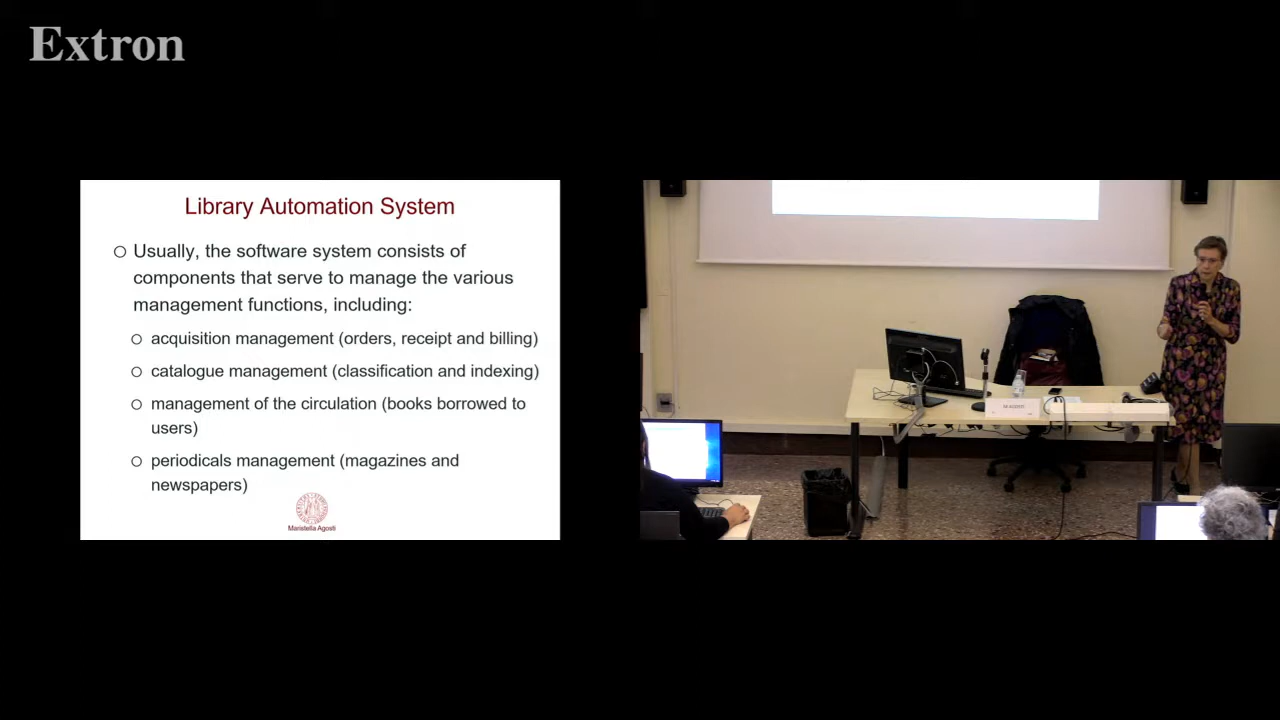 Extron
Library Automation System
Usually, the software system consists of
components that serve to manage the various
management functions, including:
acquisition management (orders, receipt and billing)
catalogue management (classification and indexing)
management of the circulation (books borrowed to
users)
periodicals management (magazines and
newspapers)
Maristella Agosti